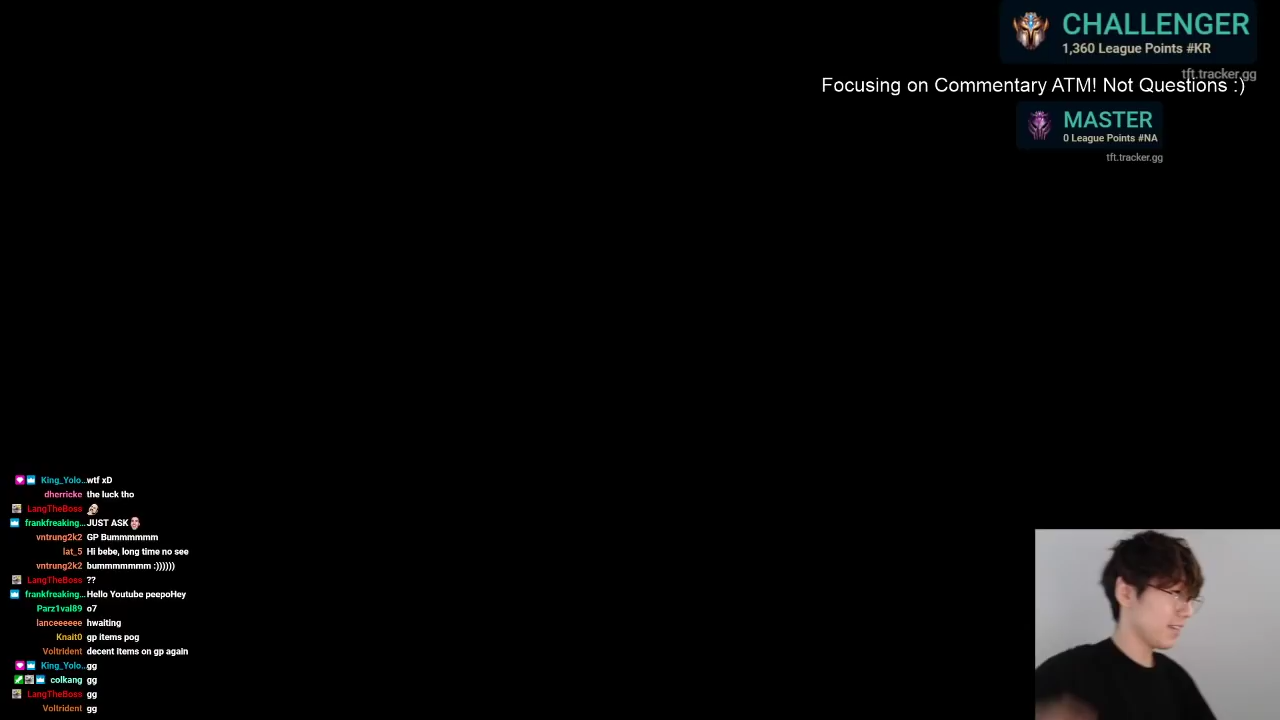 CHALLENGER
1,360 League Points #KR
tft.tracker.gg
Focusing on Commentary ATM! Not Questions :)
MASTER
0 League Points #NA
tft.tracker.gg
King_Yolo... wtf xD
dherricke the luck tho
LangTheBoss
frankfreaking... JUST ASK
vntrung2k2 GP Bummmmmm
lat_5 Hi bebe, long time no see
vntrung2k2 bummmmmmm :))))))
LangTheBoss ??
frankfreaking... Hello Youtube peepoHey
Parz1val89 o7
lanceeeeee hwaiting
Knait0 gp items pog
Voltrident decent items on gp again
King_Yolo... gg
colkang gg
LangTheBoss gg
Voltrident gg